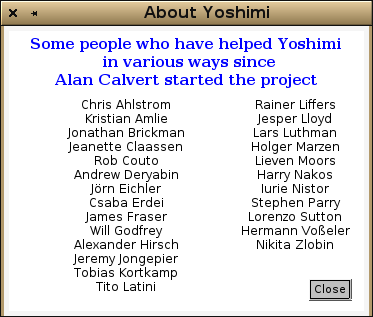 About Yoshimi
Some people who have helped Yoshimi
in various ways since
Alan Calvert started the project
Chris Ahlstrom
Kristian Amlie
Jonathan Brickman
Jeanette Claassen
Rob Couto
Andrew Deryabin
Jörn Eichler
Csaba Erdei
James Fraser
Will Godfrey
Alexander Hirsch
Jeremy Jongepier
Tobias Kortkamp
Tito Latini
Rainer Liffers
Jesper Lloyd
Lars Luthman
Holger Marzen
Lieven Moors
Harry Nakos
Iurie Nistor
Stephen Parry
Lorenzo Sutton
Hermann Voßeler
Nikita Zlobin
Close